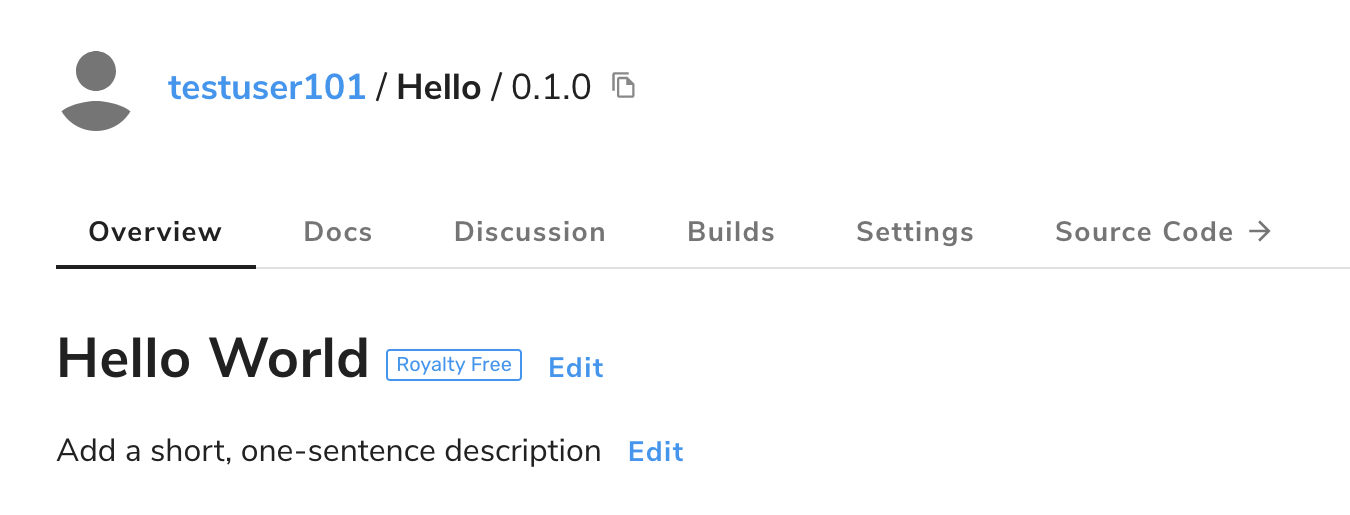 testuser101 / Hello / 0.1.0
Overview Docs Discussion Builds Settings Source Code →
Hello World Royalty Free Edit
Add a short, one-sentence description Edit